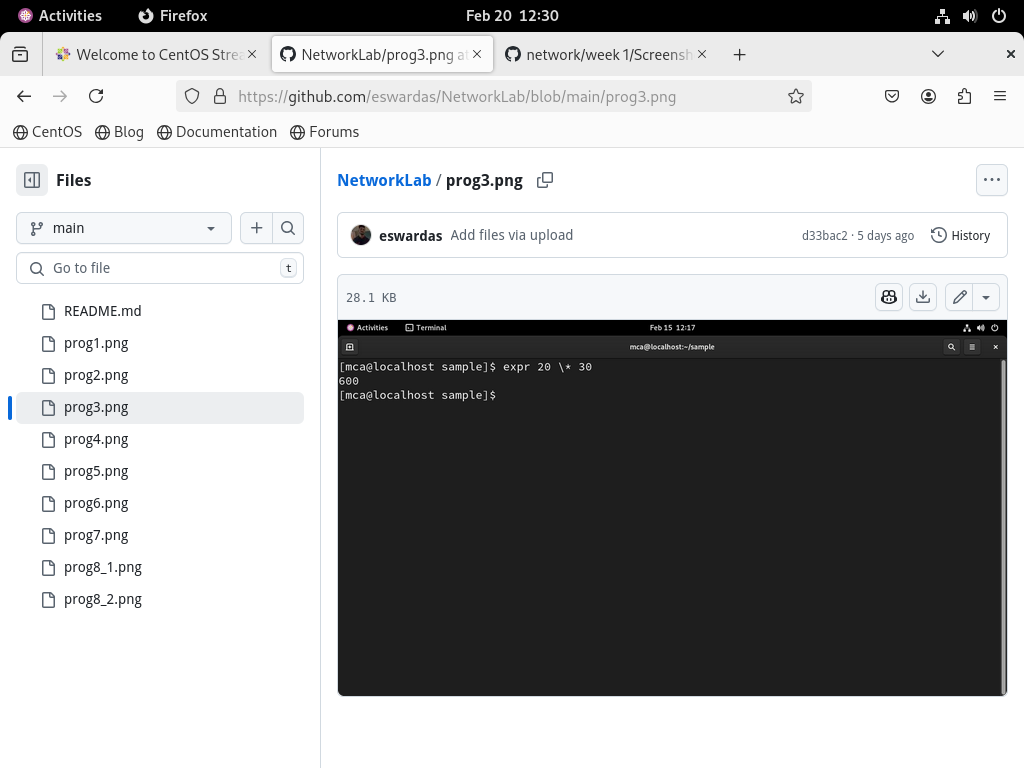 Activities Firefox Feb 20 12:30
Welcome to CentOS Strea NetworkLab/prog3.png at network/week 1/Screensh
https://github.com/eswardas/NetworkLab/blob/main/prog3.png
CentOS Blog Documentation Forums
Files
main
Go to file t
README.md
prog1.png
prog2.png
prog3.png
prog4.png
prog5.png
prog6.png
prog7.png
prog8_1.png
prog8_2.png
NetworkLab / prog3.png
eswardas Add files via upload d33bac2 · 5 days ago History
28.1 KB
Activities Terminal Feb 15 12:17
mca@localhost:~/sample
[mca@localhost sample]$ expr 20 \* 30
600
[mca@localhost sample]$